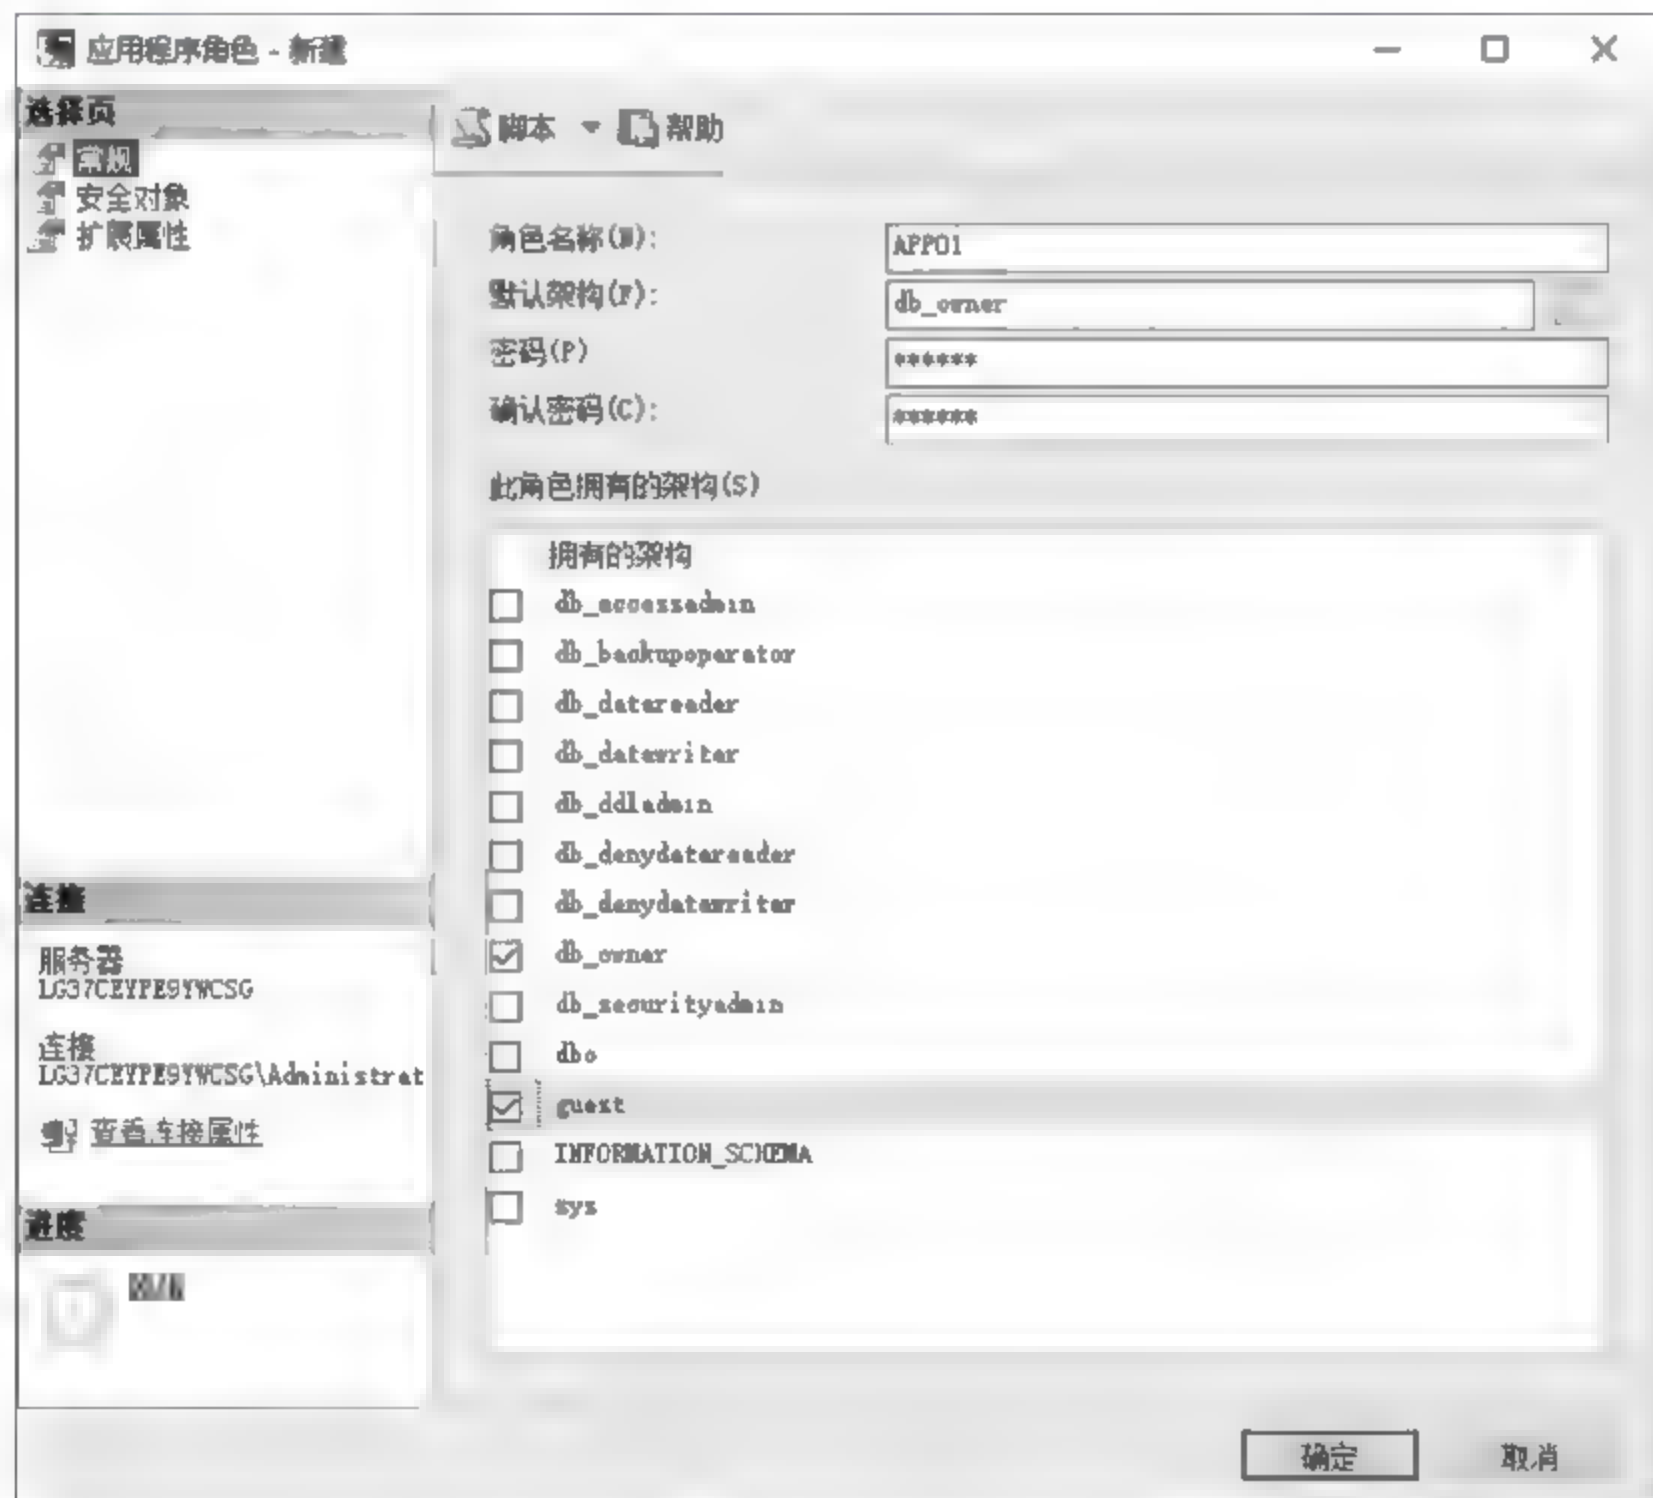 应用程序角色 - 新建
选择页
常规
安全对象
扩展属性
脚本 帮助
角色名称(N):
APP01
默认架构(F):
db_owner
密码(P)
******
确认密码(C):
******
此角色拥有的架构(S)
拥有的架构
db_accessadmin
db_backupoperator
db_datareader
db_datawriter
db_ddladmin
db_denydatareader
db_denydatawriter
db_owner
db_securityadmin
dbo
guest
INFORMATION_SCHEMA
sys
连接
服务器
LG37CEYPE9YWCSG
连接
LG37CEYPE9YWCSG\Administrat
查看连接属性
进度
确定
取消